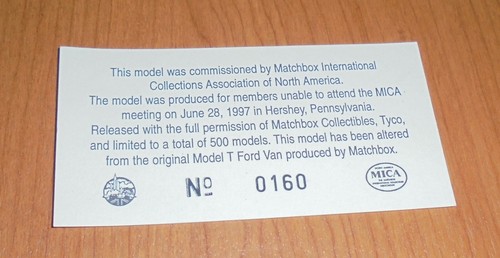 This model was commissioned by Matchbox International
Collections Association of North America.
The model was produced for members unable to attend the MICA
meeting on June 28, 1997 in Hershey, Pennsylvania.
Released with the full permission of Matchbox Collectibles, Tyco,
and limited to a total of 500 models. This model has been altered
from the original Model T Ford Van produced by Matchbox.
Nº 0160
MICA